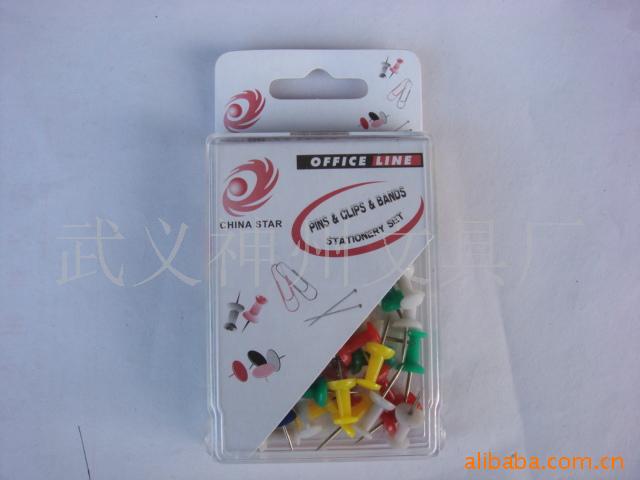 OFFICE LINE
CHINA STAR
PINS & CLIPS & BANDS
STATIONERY SET
武义神州文具厂
alibaba.com.cn